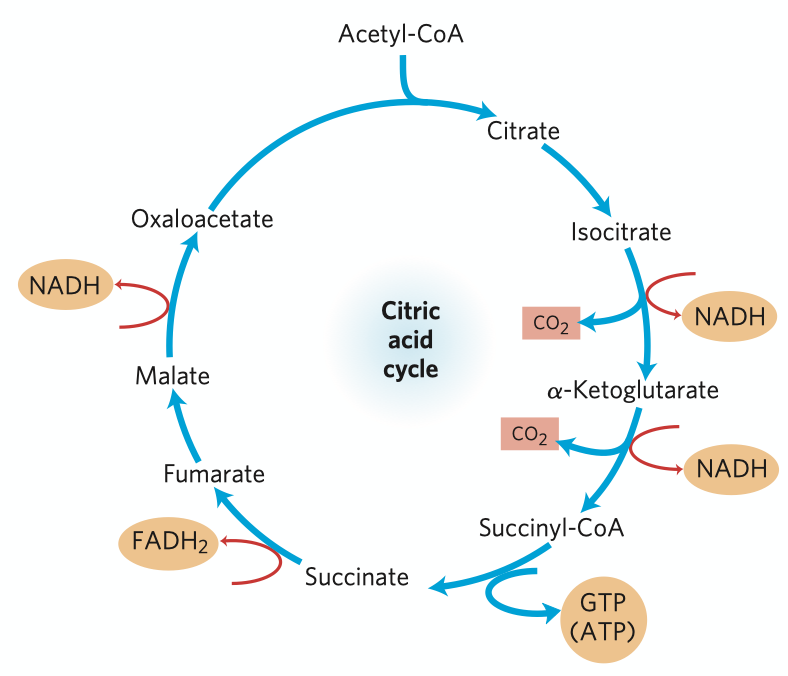 Acetyl-CoA
Citrate
Isocitrate
NADH
CO₂
α-Ketoglutarate
CO₂
NADH
Succinyl-CoA
GTP
(ATP)
Succinate
FADH₂
Fumarate
Malate
NADH
Oxaloacetate
Citric
acid
cycle